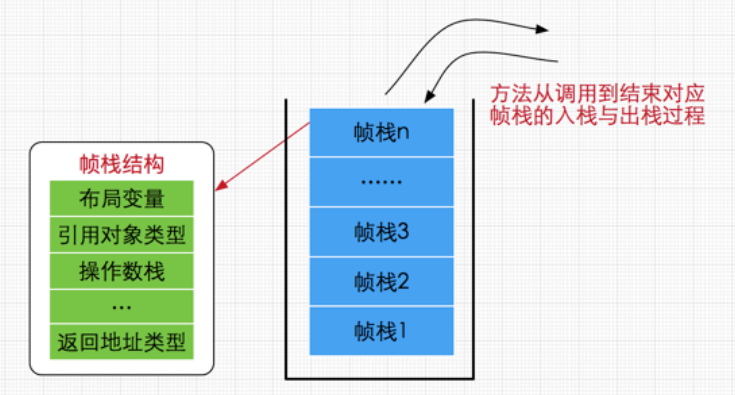 方法从调用到结束对应
帧栈的入栈与出栈过程
帧栈n
……
帧栈3
帧栈2
帧栈1
帧栈结构
布局变量
引用对象类型
操作数栈
…
返回地址类型